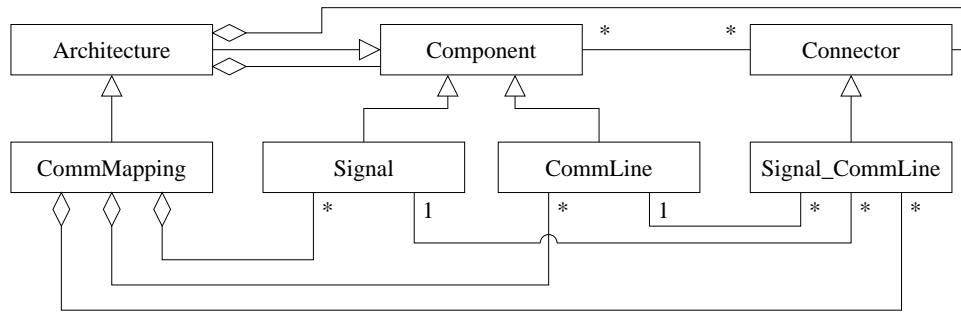 Architecture
Component
*
*
Connector
CommMapping
Signal
CommLine
Signal_CommLine
*
1
*
1
*
*
*